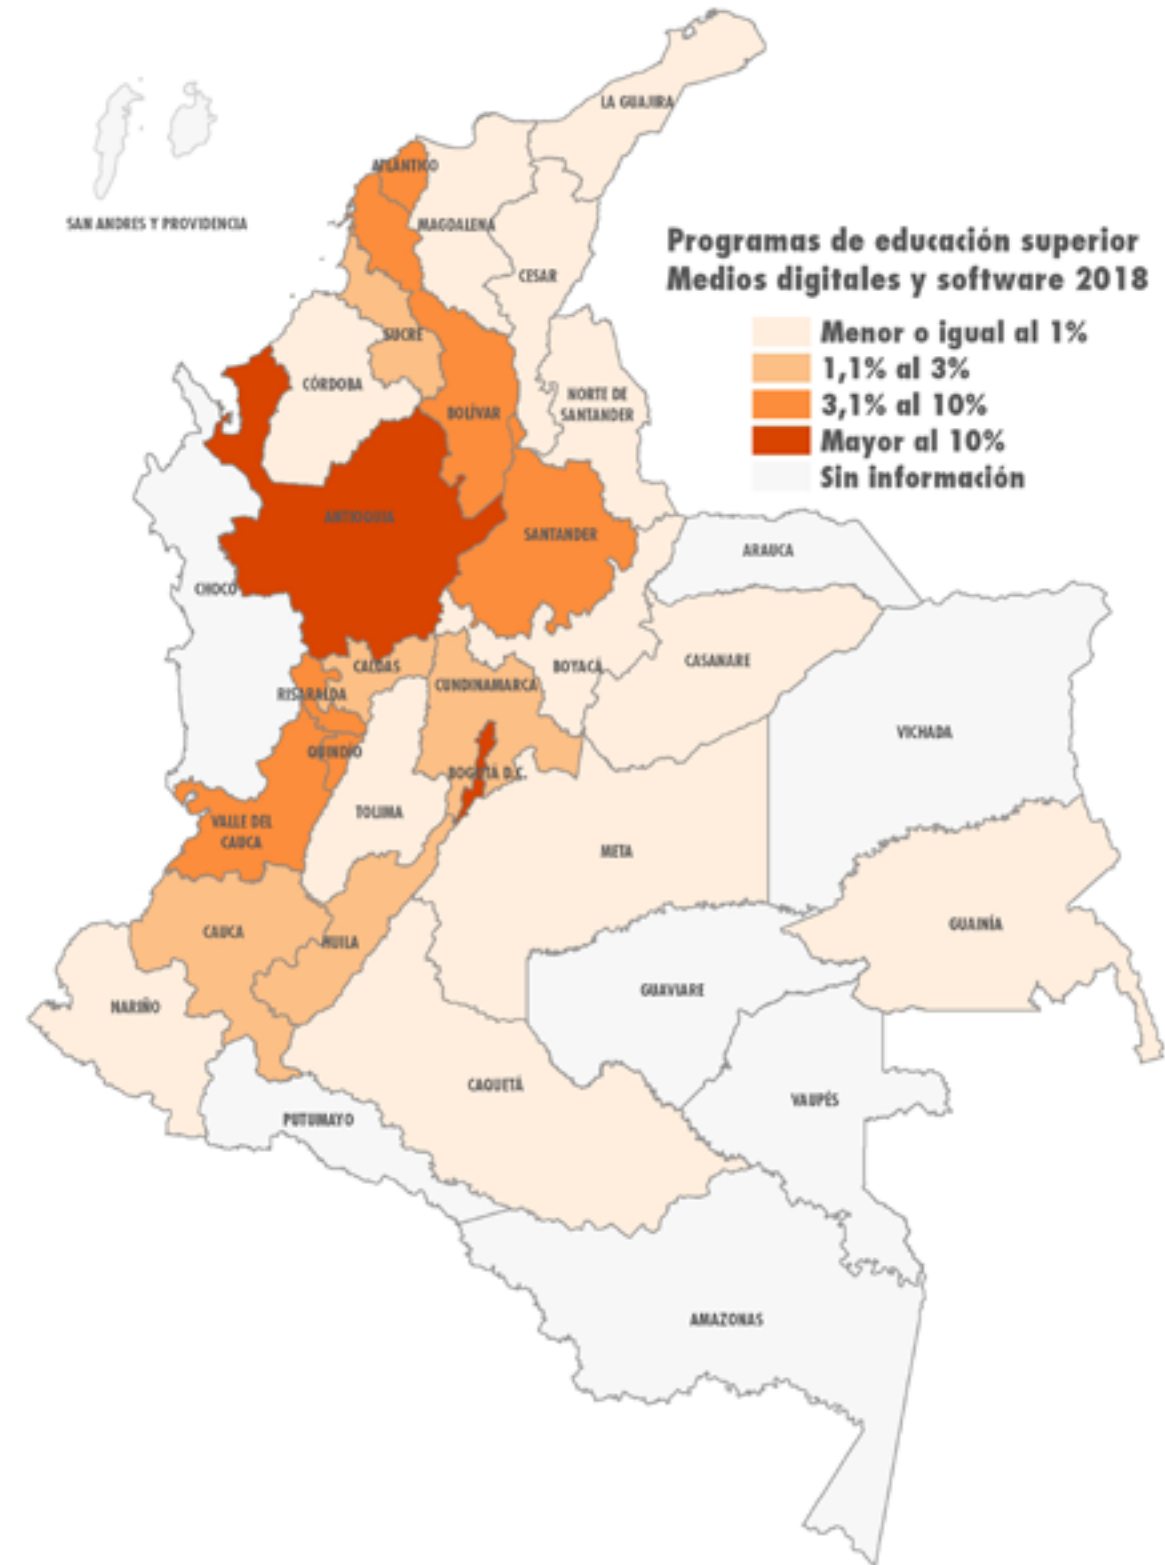 LA GUAJIRA
ATLÁNTICO
SAN ANDRES Y PROVIDENCIA
MAGDALENA
CESAR
Programas de educación superior
Medios digitales y software 2018
Menor o igual al 1%
1,1% al 3%
3,1% al 10%
Mayor al 10%
Sin información
SUCRE
CÓRDOBA
NORTE DE
SANTANDER
BOLÍVAR
ANTIOQUIA
SANTANDER
ARAUCA
CHOCO
CALDAS
BOYACÁ
CASANARE
CUNDINAMARCA
RISARALDA
VICHADA
QUINDÍO
BOGOTÁ D.C.
TOLIMA
VALLE DEL
CAUCA
META
GUAINÍA
CAUCA
HUILA
GUAVIARE
NARIÑO
CAQUETÁ
VAUPÉS
PUTUMAYO
AMAZONAS